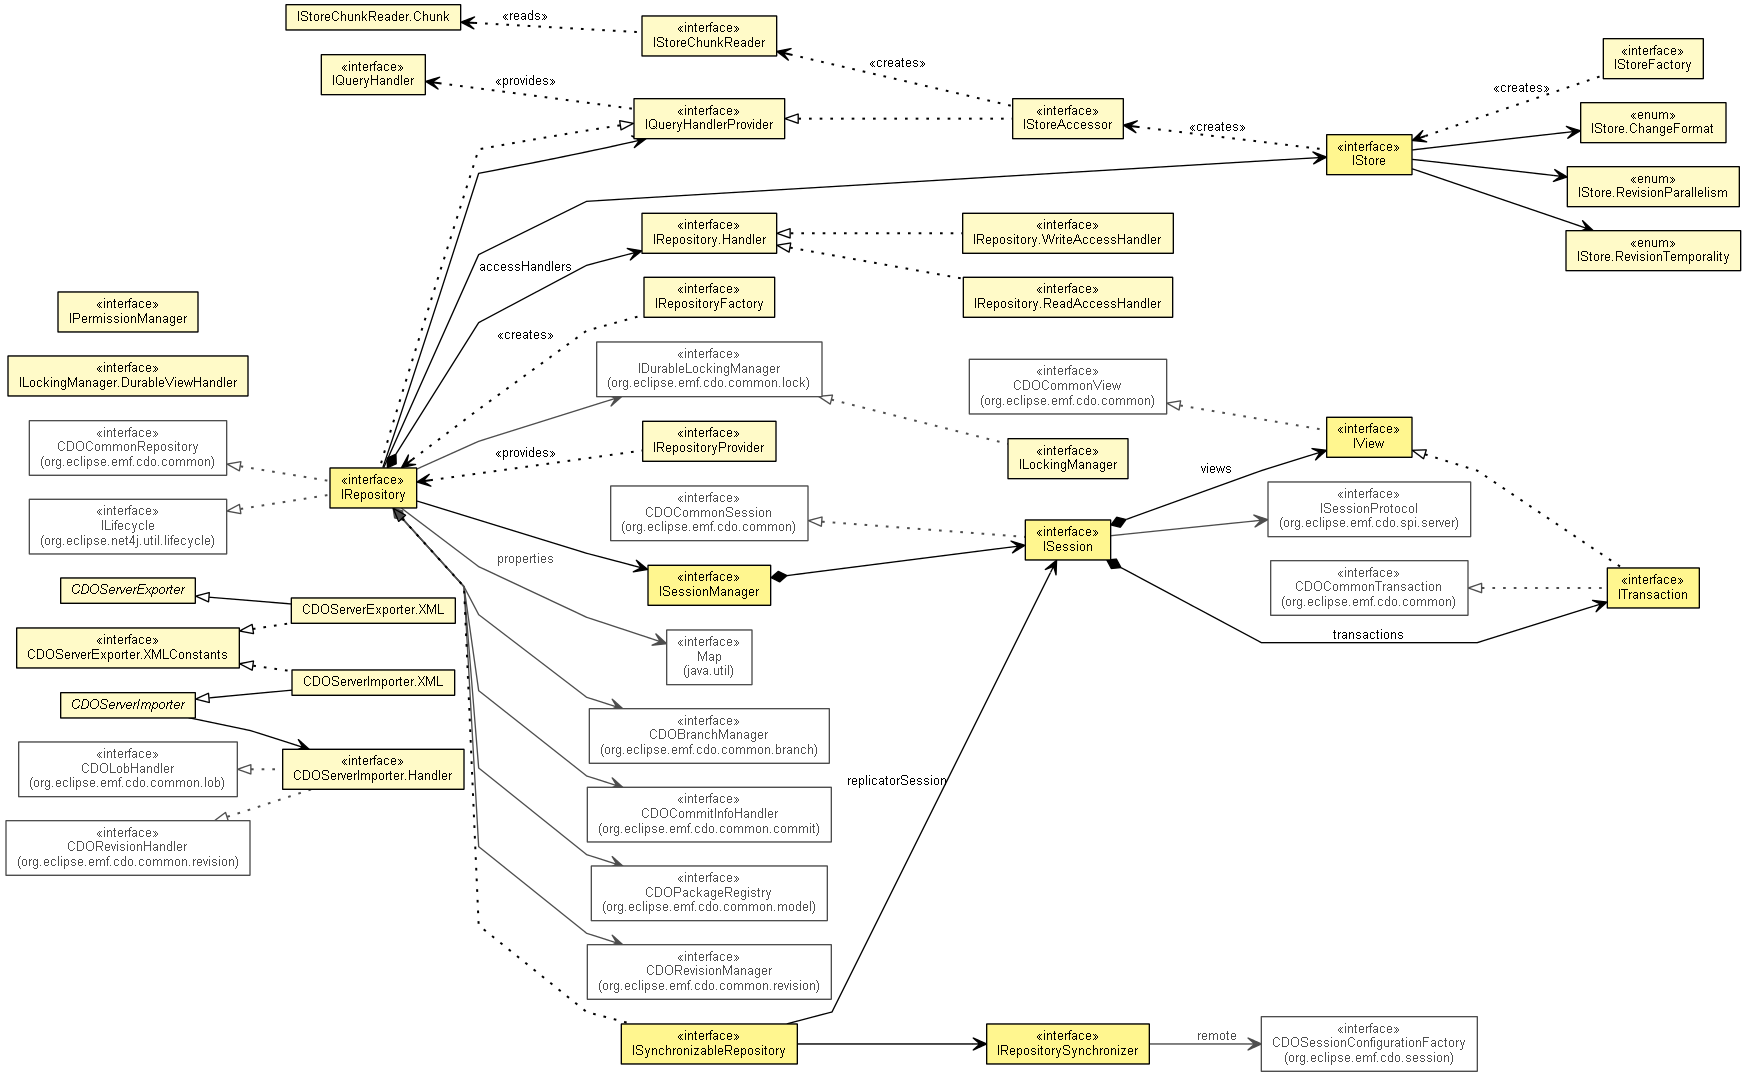 IStoreChunkReader.Chunk
«reads»
«interface»
IStoreChunkReader
«interface»
IQueryHandler
«provides»
«interface»
IQueryHandlerProvider
«creates»
«interface»
IStoreAccessor
«creates»
«interface»
IStore
«creates»
«interface»
IStoreFactory
«enum»
IStore.ChangeFormat
«enum»
IStore.RevisionParallelism
«enum»
IStore.RevisionTemporality
«interface»
IRepository.Handler
accessHandlers
«interface»
IRepository.WriteAccessHandler
«interface»
IRepository.ReadAccessHandler
«interface»
IRepositoryFactory
«creates»
«interface»
IPermissionManager
«interface»
ILockingManager.DurableViewHandler
«interface»
IDurableLockingManager
(org.eclipse.emf.cdo.common.lock)
«interface»
CDOCommonView
(org.eclipse.emf.cdo.common)
«interface»
CDOCommonRepository
(org.eclipse.emf.cdo.common)
«interface»
IRepositoryProvider
«provides»
«interface»
ILockingManager
«interface»
IView
views
«interface»
IRepository
«interface»
ILifecycle
(org.eclipse.net4j.util.lifecycle)
«interface»
CDOCommonSession
(org.eclipse.emf.cdo.common)
«interface»
ISession
«interface»
ISessionProtocol
(org.eclipse.emf.cdo.spi.server)
properties
«interface»
ISessionManager
«interface»
CDOCommonTransaction
(org.eclipse.emf.cdo.common)
«interface»
ITransaction
transactions
CDOServerExporter
CDOServerExporter.XML
«interface»
CDOServerExporter.XMLConstants
CDOServerImporter.XML
CDOServerImporter
«interface»
Map
(java.util)
«interface»
CDOLobHandler
(org.eclipse.emf.cdo.common.lob)
«interface»
CDOServerImporter.Handler
«interface»
CDORevisionHandler
(org.eclipse.emf.cdo.common.revision)
«interface»
CDOBranchManager
(org.eclipse.emf.cdo.common.branch)
replicatorSession
«interface»
CDOCommitInfoHandler
(org.eclipse.emf.cdo.common.commit)
«interface»
CDOPackageRegistry
(org.eclipse.emf.cdo.common.model)
«interface»
CDORevisionManager
(org.eclipse.emf.cdo.common.revision)
«interface»
ISynchronizableRepository
«interface»
IRepositorySynchronizer
remote
«interface»
CDOSessionConfigurationFactory
(org.eclipse.emf.cdo.session)